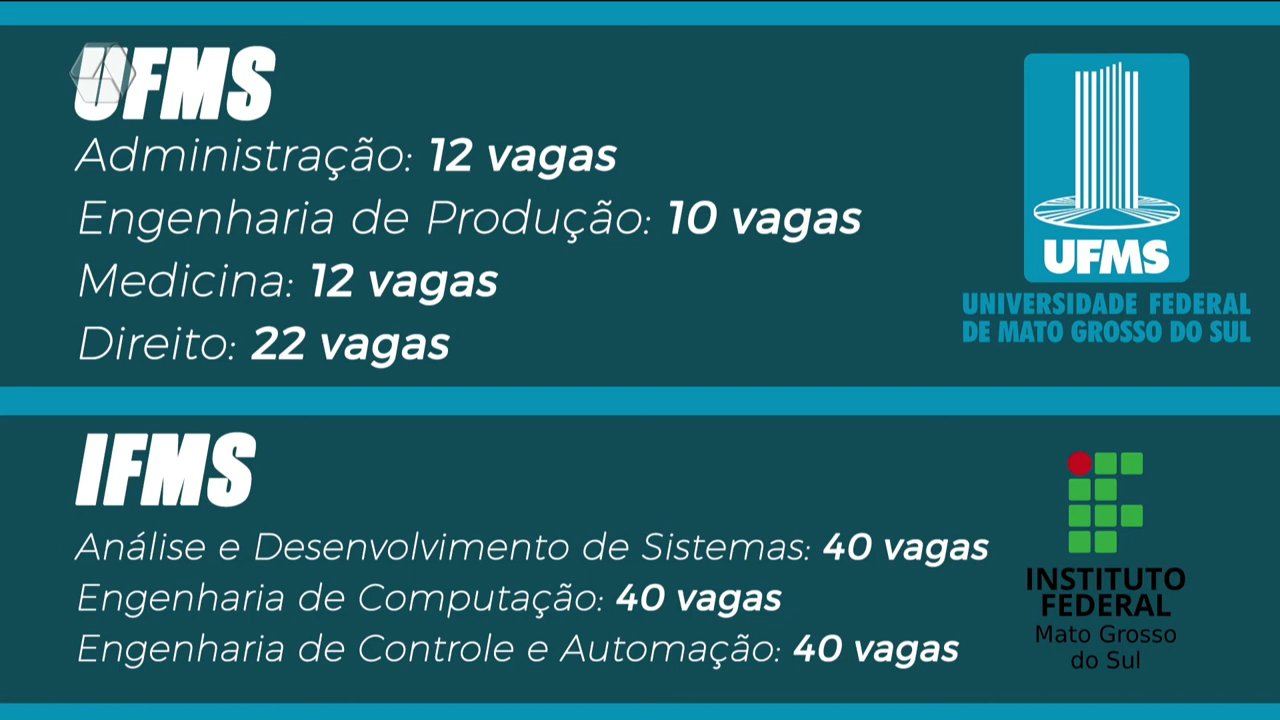 UFMS
Administração: 12 vagas
Engenharia de Produção: 10 vagas
Medicina: 12 vagas
Direito: 22 vagas
UFMS
UNIVERSIDADE FEDERAL
DE MATO GROSSO DO SUL
IFMS
Análise e Desenvolvimento de Sistemas: 40 vagas
Engenharia de Computação: 40 vagas
Engenharia de Controle e Automação: 40 vagas
INSTITUTO
FEDERAL
Mato Grosso
do Sul